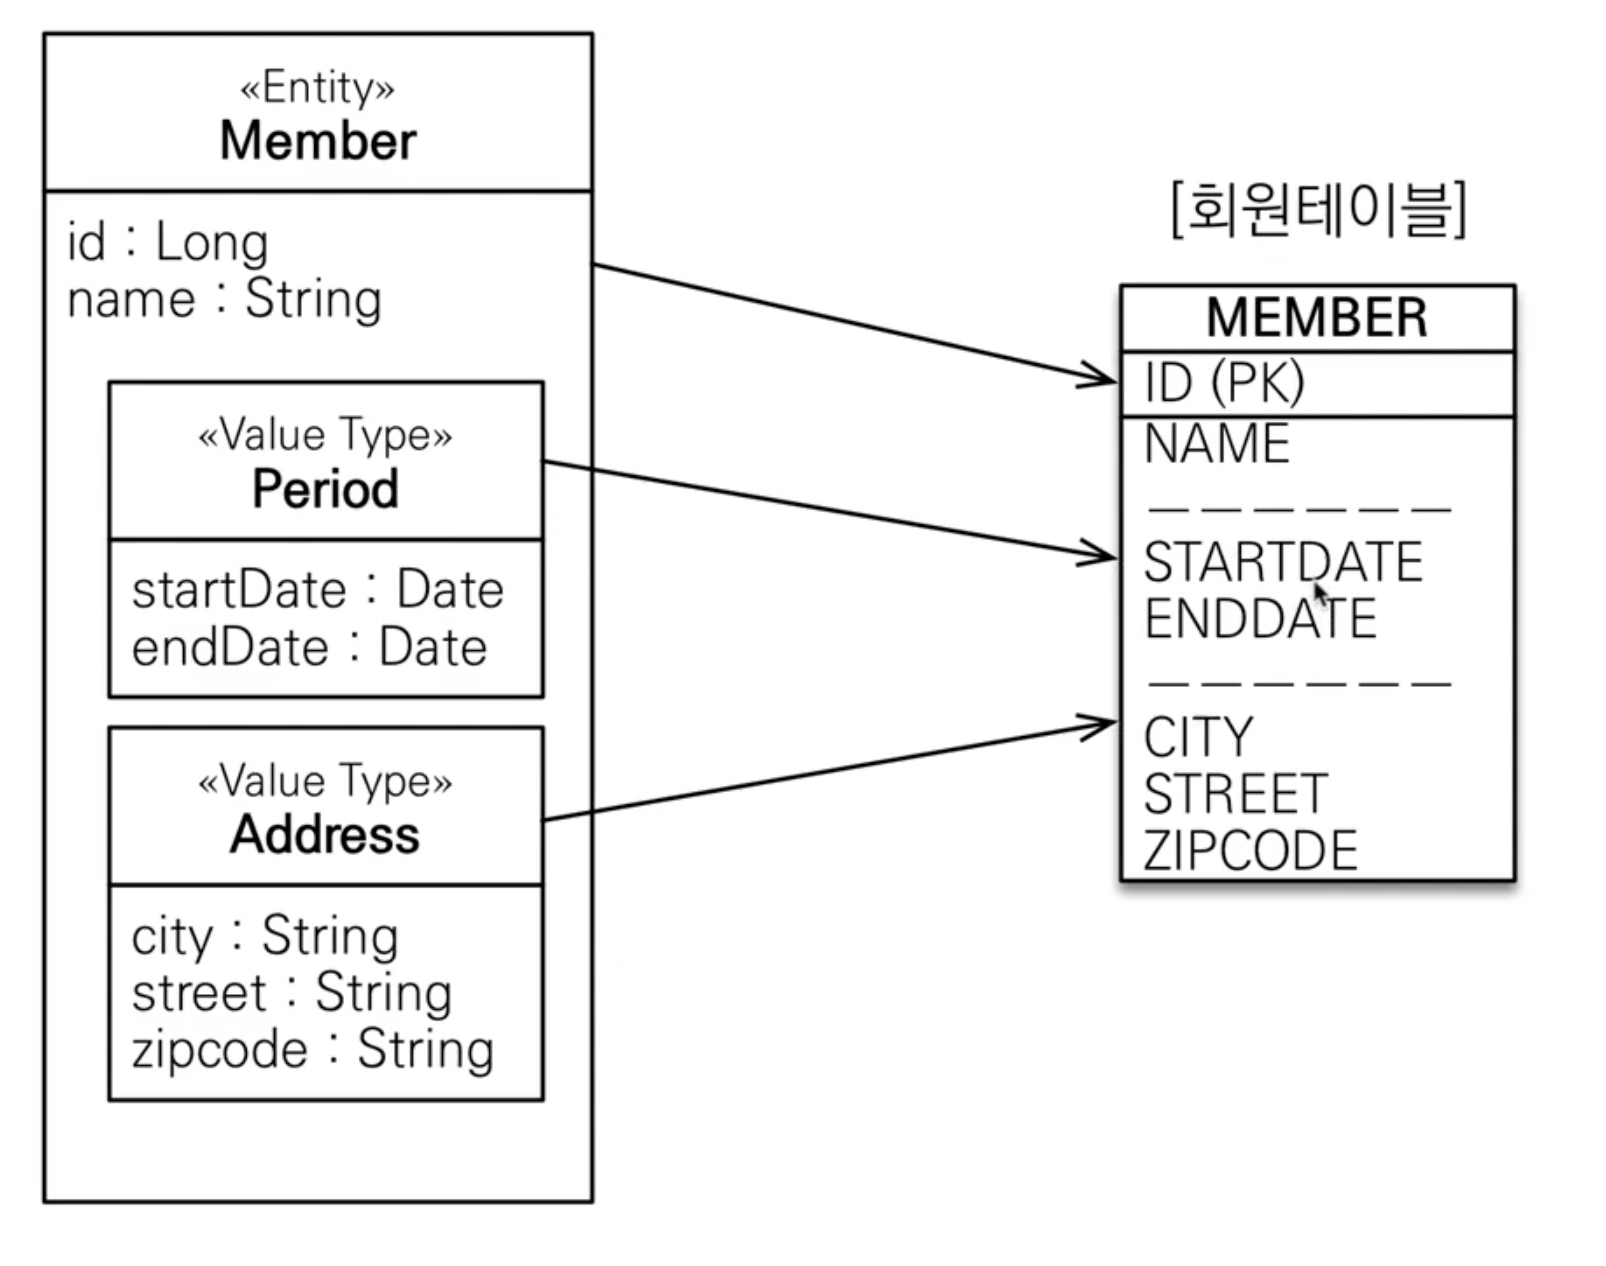 «Entity»
Member
id : Long
name : String
«Value Type»
Period
startDate : Date
endDate : Date
«Value Type»
Address
city : String
street : String
zipcode : String
[회원테이블]
MEMBER
ID (PK)
NAME
STARTDATE
ENDDATE
CITY
STREET
ZIPCODE